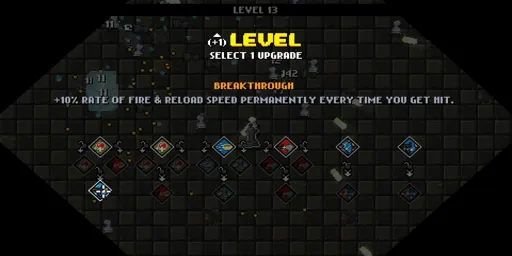 LEVEL 13
(+1) LEVEL
SELECT 1 UPGRADE
BREAKTHROUGH
+10% RATE OF FIRE & RELOAD SPEED PERMANENTLY EVERY TIME YOU GET HIT.